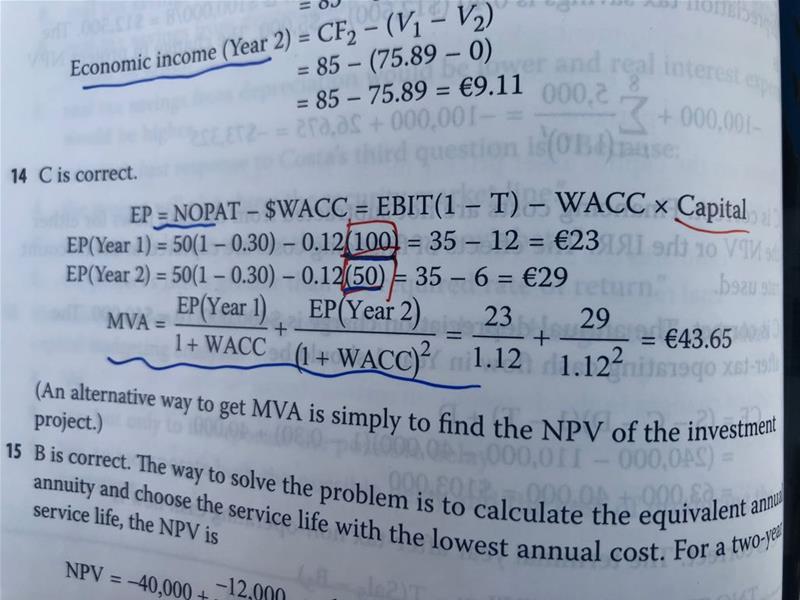 = 85
Economic income (Year 2) = CF₂ − (V₁ − V₂)
= 85 − (75.89 − 0)
= 85 − 75.89 = €9.11
14 C is correct.
EP = NOPAT − $WACC = EBIT(1 − T) − WACC × Capital
EP(Year 1) = 50(1 − 0.30) − 0.12(100) = 35 − 12 = €23
EP(Year 2) = 50(1 − 0.30) − 0.12(50) = 35 − 6 = €29
MVA = EP(Year 1)/(1 + WACC) + EP(Year 2)/(1 + WACC)² = 23/1.12 + 29/1.12² = €43.65
(An alternative way to get MVA is simply to find the NPV of the investment
project.)
15 B is correct. The way to solve the problem is to calculate the equivalent annual
annuity and choose the service life with the lowest annual cost. For a two-year
service life, the NPV is
NPV = −40,000 + −12,000